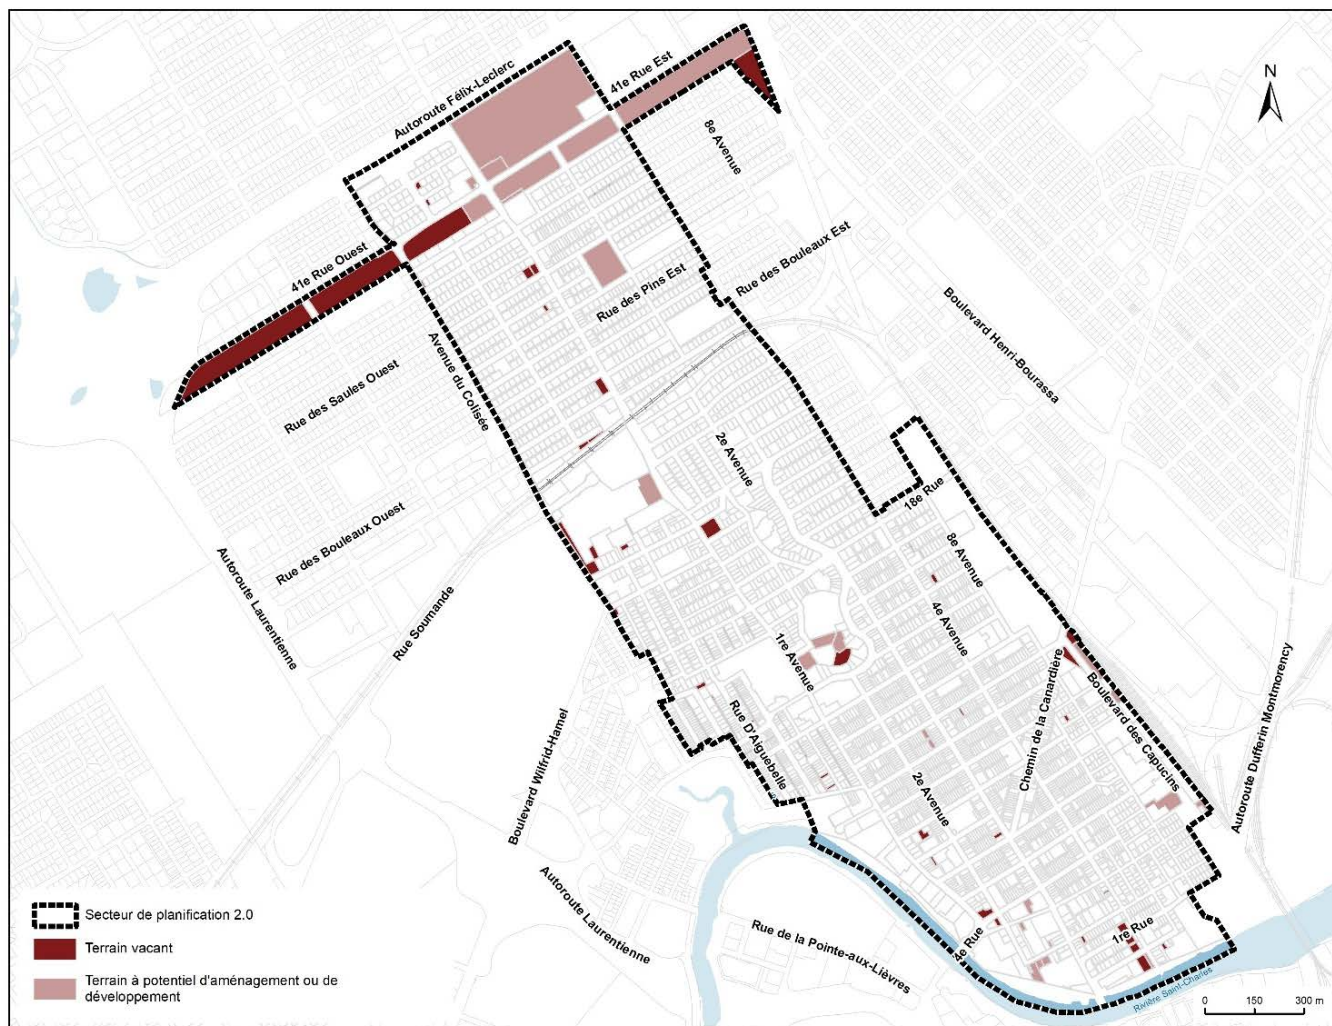 N
Autoroute Félix-Leclerc
41e Rue Est
8e Avenue
41e Rue Ouest
Rue des Bouleaux Est
Rue des Pins Est
Boulevard Henri-Bourassa
Avenue du Colisée
Rue des Saules Ouest
2e Avenue
18e Rue
Rue des Bouleaux Ouest
8e Avenue
Autoroute Laurentienne
Rue Soumande
4e Avenue
1re Avenue
Chemin de la Canardière
Boulevard des Capucins
Autoroute Dufferin Montmorency
Rue D'Aiguebelle
Boulevard Wilfrid-Hamel
2e Avenue
Autoroute Laurentienne
Rue de la Pointe-aux-Lièvres
4e Rue
1re Rue
Rivière Saint-Charles
Secteur de planification 2.0
Terrain vacant
Terrain à potentiel d'aménagement ou de
développement
0 150 300 m